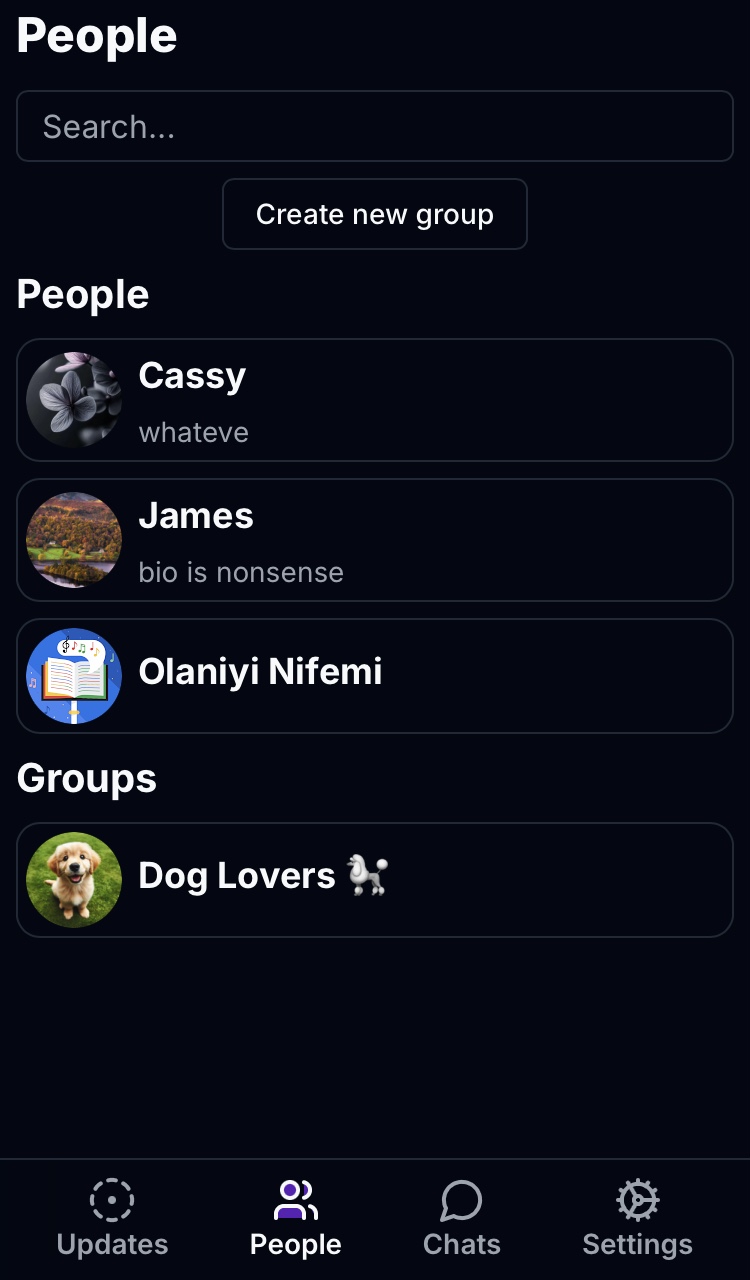 People
Search...
Create new group
People
Cassy
whateve
James
bio is nonsense
Olaniyi Nifemi
Groups
Dog Lovers 🐩
Updates
People
Chats
Settings